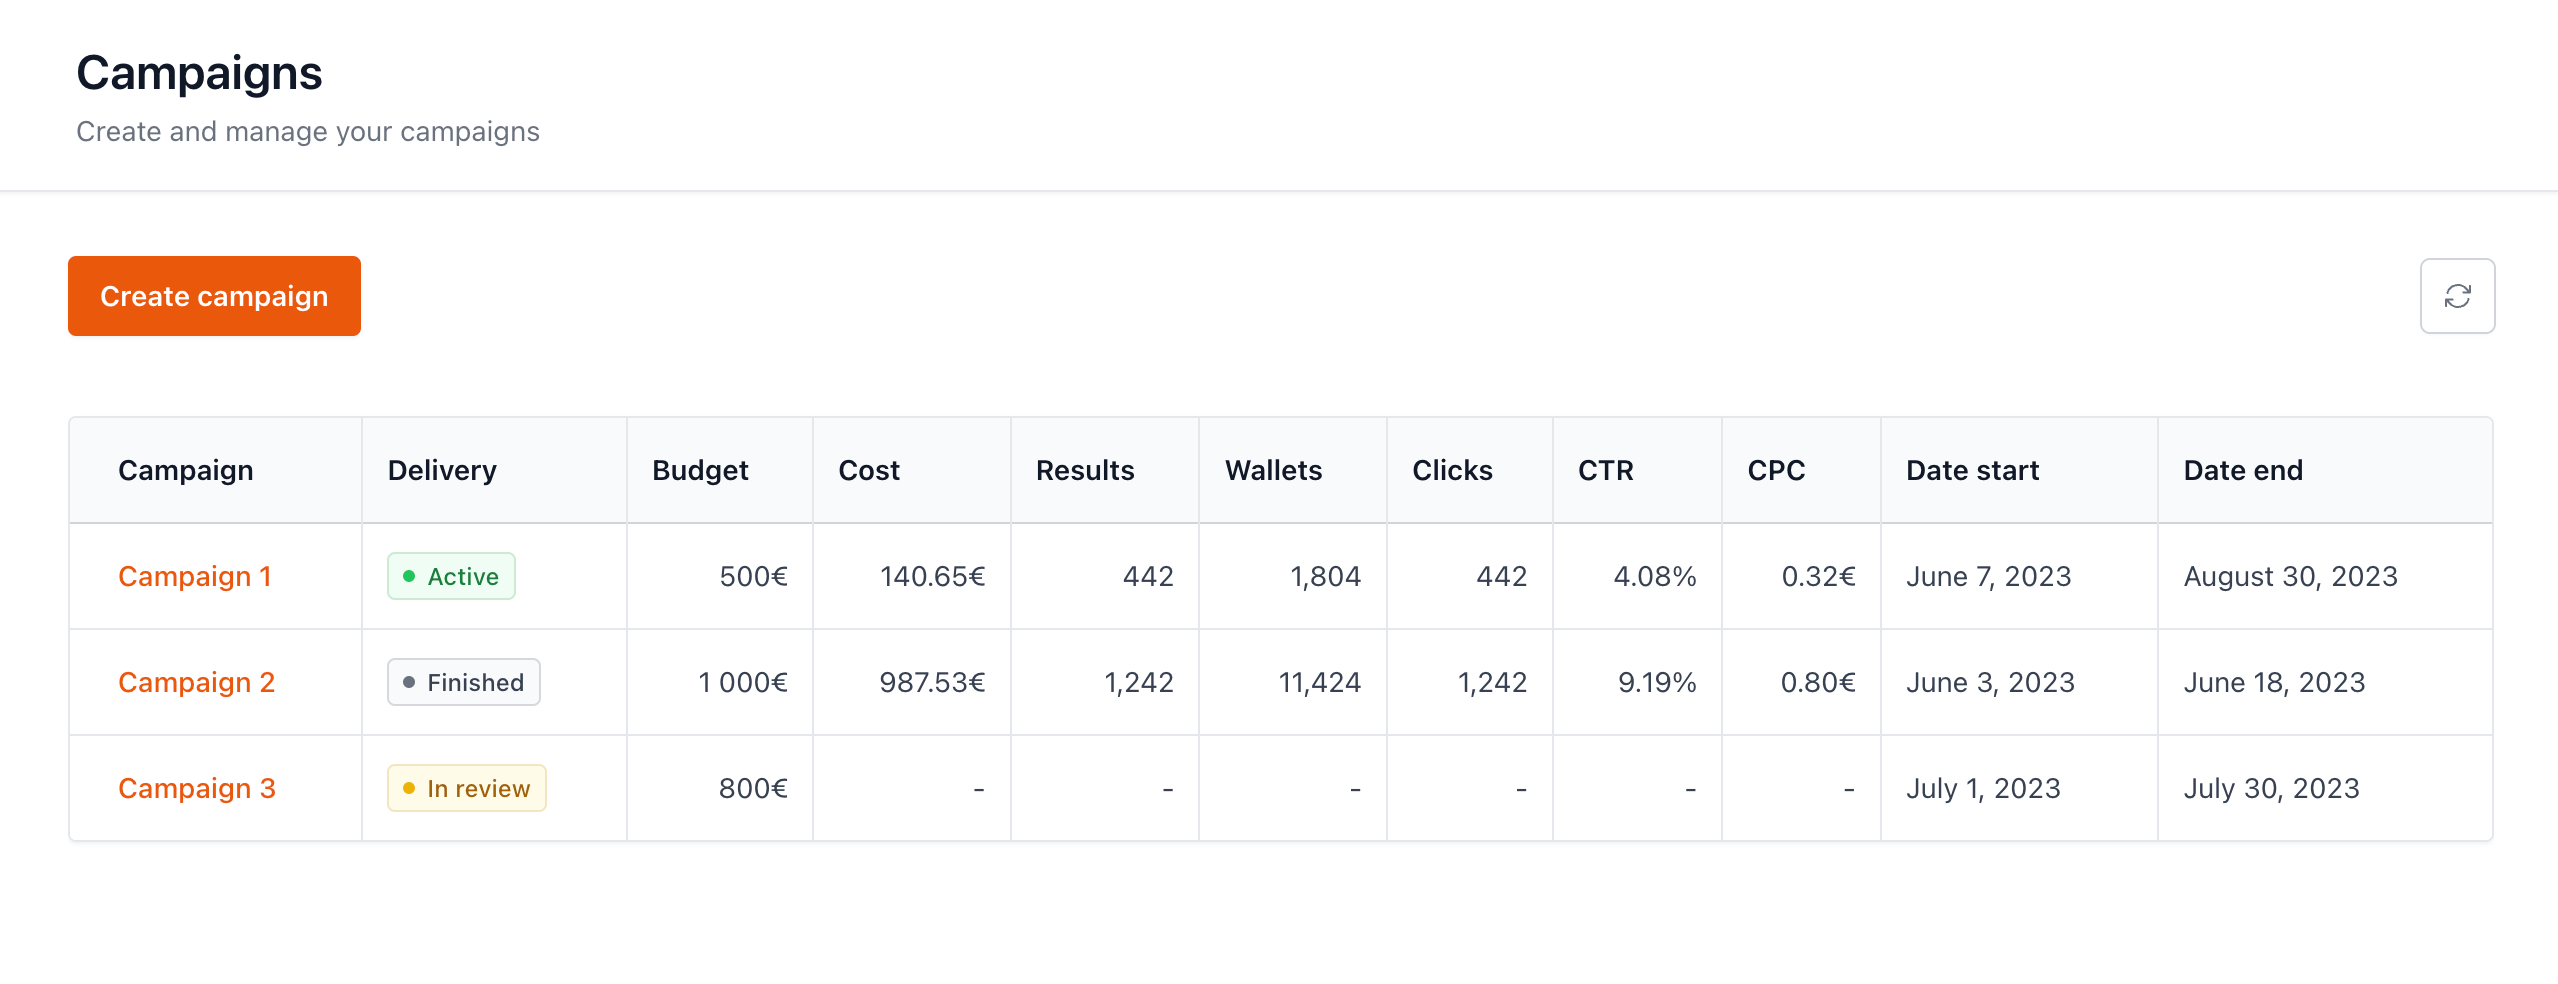 Campaigns
Create and manage your campaigns
Create campaign
Campaign Delivery Budget Cost Results Wallets Clicks CTR CPC Date start Date end
Campaign 1 Active 500€ 140.65€ 442 1,804 442 4.08% 0.32€ June 7, 2023 August 30, 2023
Campaign 2 Finished 1 000€ 987.53€ 1,242 11,424 1,242 9.19% 0.80€ June 3, 2023 June 18, 2023
Campaign 3 In review 800€ - - - - - - July 1, 2023 July 30, 2023